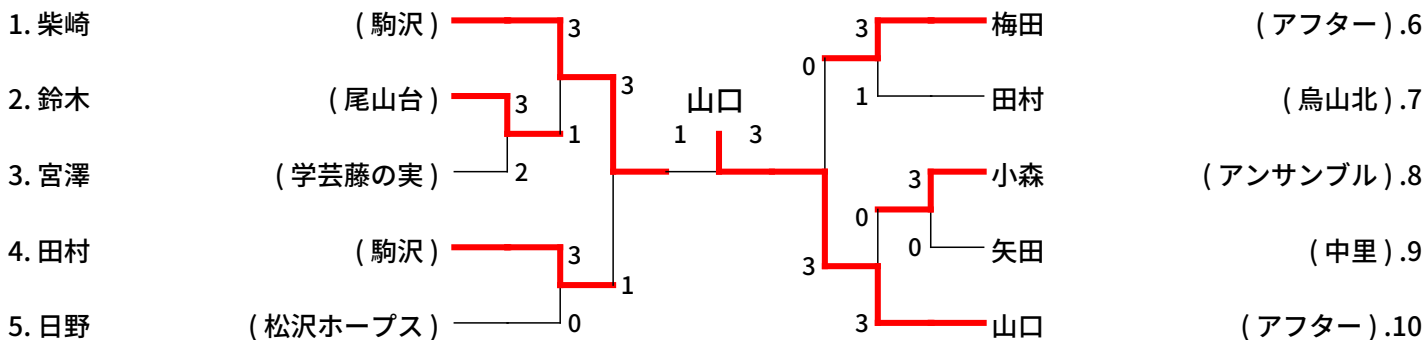 1. 柴崎 ( 駒沢 ) 3 3 梅田 ( アフター ) .6
3 0
2. 鈴木 ( 尾山台 ) 3 山口 1 田村 ( 烏山北 ) .7
1 1 3
3. 宮澤 ( 学芸藤の実 ) 2 3 小森 ( アンサンブル ) .8
0
4. 田村 ( 駒沢 ) 3 0 矢田 ( 中里 ) .9
1 3
5. 日野 ( 松沢ホープス ) 0 3 山口 ( アフター ) .10